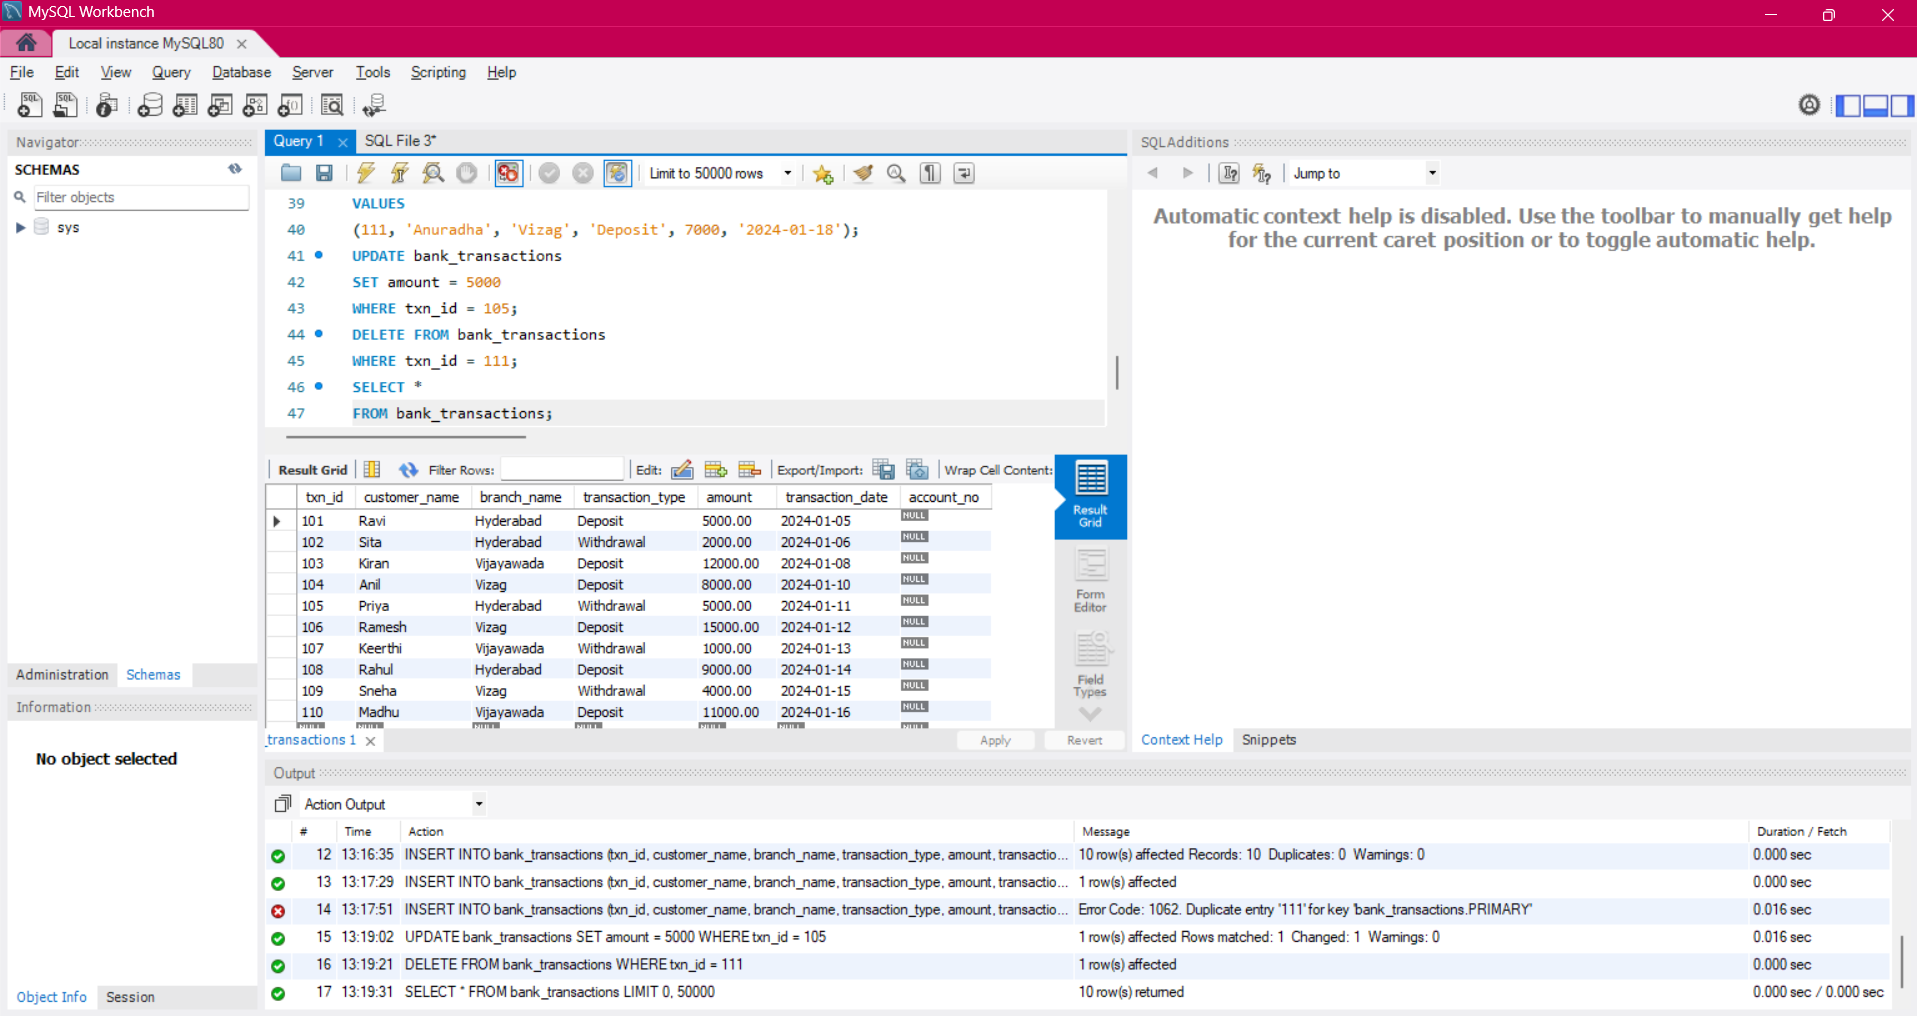 MySQL Workbench
Local instance MySQL80
File Edit View Query Database Server Tools Scripting Help
Navigator
SCHEMAS
Filter objects
sys
Administration Schemas
Information
No object selected
Object Info Session
Query 1 SQL File 3*
Limit to 50000 rows
39 VALUES
40 (111, 'Anuradha', 'Vizag', 'Deposit', 7000, '2024-01-18');
41 UPDATE bank_transactions
42 SET amount = 5000
43 WHERE txn_id = 105;
44 DELETE FROM bank_transactions
45 WHERE txn_id = 111;
46 SELECT *
47 FROM bank_transactions;
Result Grid Filter Rows: Edit: Export/Import: Wrap Cell Content:
txn_id customer_name branch_name transaction_type amount transaction_date account_no
101 Ravi Hyderabad Deposit 5000.00 2024-01-05 NULL
102 Sita Hyderabad Withdrawal 2000.00 2024-01-06 NULL
103 Kiran Vijayawada Deposit 12000.00 2024-01-08 NULL
104 Anil Vizag Deposit 8000.00 2024-01-10 NULL
105 Priya Hyderabad Withdrawal 5000.00 2024-01-11 NULL
106 Ramesh Vizag Deposit 15000.00 2024-01-12 NULL
107 Keerthi Vijayawada Withdrawal 1000.00 2024-01-13 NULL
108 Rahul Hyderabad Deposit 9000.00 2024-01-14 NULL
109 Sneha Vizag Withdrawal 4000.00 2024-01-15 NULL
110 Madhu Vijayawada Deposit 11000.00 2024-01-16 NULL
NULL NULL NULL NULL NULL NULL NULL
Result Grid
Form Editor
Field Types
_transactions 1 Apply Revert
SQLAdditions
Jump to
Automatic context help is disabled. Use the toolbar to manually get help
for the current caret position or to toggle automatic help.
Context Help Snippets
Output
Action Output
# Time Action Message Duration / Fetch
12 13:16:35 INSERT INTO bank_transactions (txn_id, customer_name, branch_name, transaction_type, amount, transactio... 10 row(s) affected Records: 10 Duplicates: 0 Warnings: 0 0.000 sec
13 13:17:29 INSERT INTO bank_transactions (txn_id, customer_name, branch_name, transaction_type, amount, transactio... 1 row(s) affected 0.000 sec
14 13:17:51 INSERT INTO bank_transactions (txn_id, customer_name, branch_name, transaction_type, amount, transactio... Error Code: 1062. Duplicate entry '111' for key 'bank_transactions.PRIMARY' 0.016 sec
15 13:19:02 UPDATE bank_transactions SET amount = 5000 WHERE txn_id = 105 1 row(s) affected Rows matched: 1 Changed: 1 Warnings: 0 0.016 sec
16 13:19:21 DELETE FROM bank_transactions WHERE txn_id = 111 1 row(s) affected 0.000 sec
17 13:19:31 SELECT * FROM bank_transactions LIMIT 0, 50000 10 row(s) returned 0.000 sec / 0.000 sec